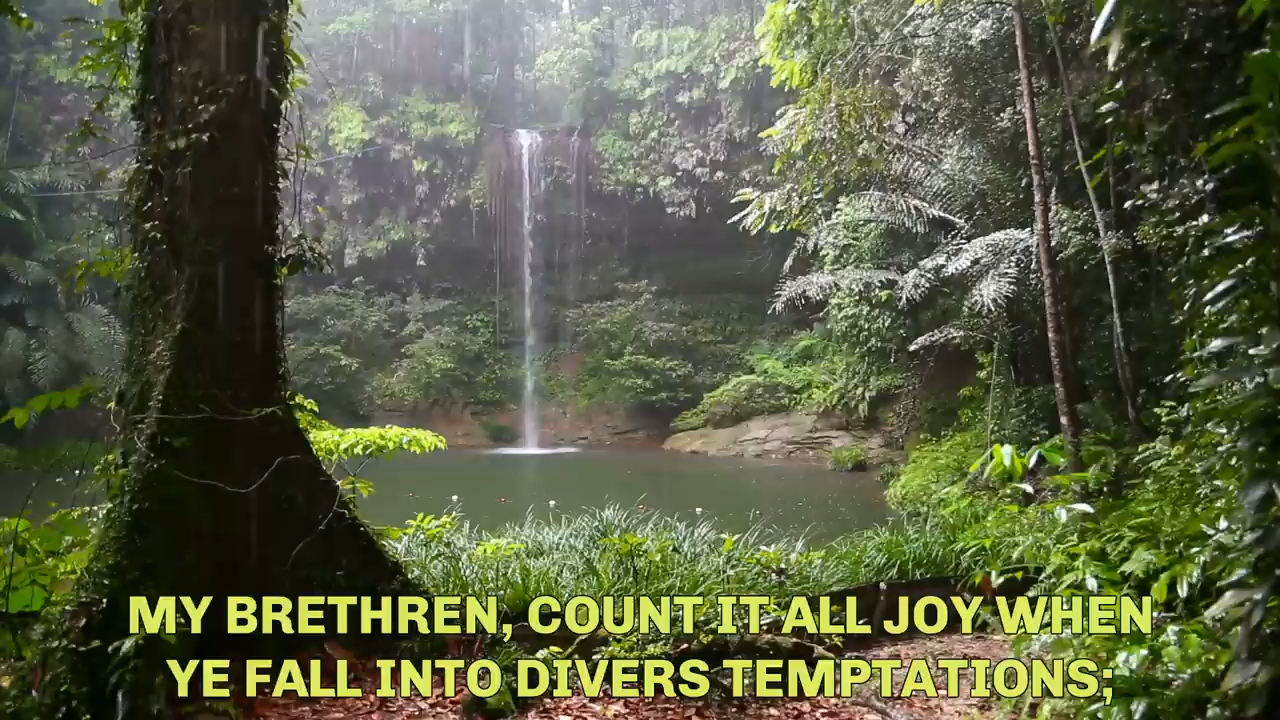 MY BRETHREN, COUNT IT ALL JOY WHEN
YE FALL INTO DIVERS TEMPTATIONS;